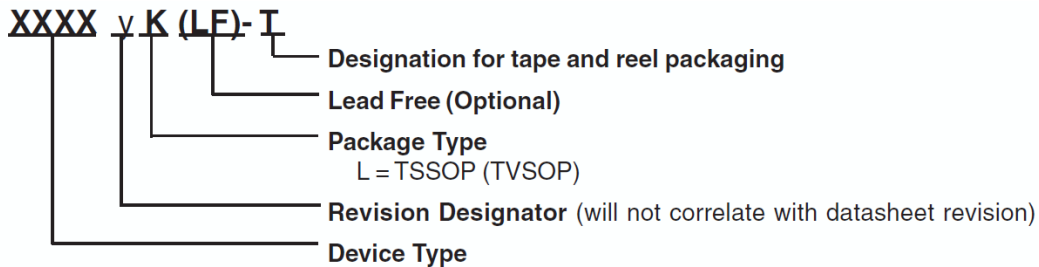 XXXX y K (LF)- T
Designation for tape and reel packaging
Lead Free (Optional)
Package Type
L = TSSOP (TVSOP)
Revision Designator (will not correlate with datasheet revision)
Device Type